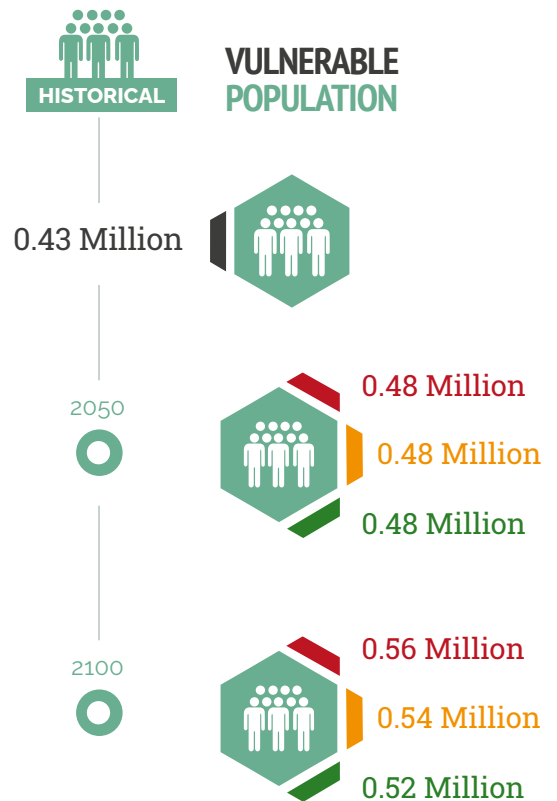 HISTORICAL
VULNERABLE
POPULATION
0.43 Million
2050
0.48 Million
0.48 Million
0.48 Million
2100
0.56 Million
0.54 Million
0.52 Million